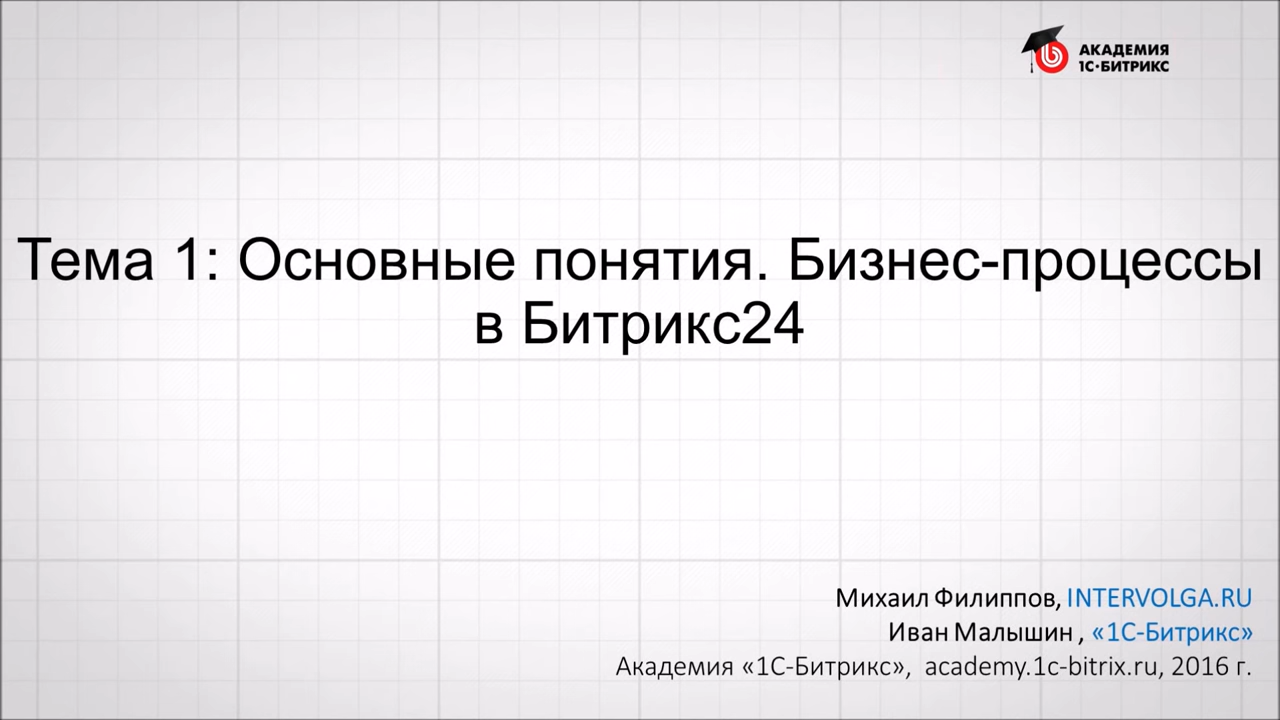 АКАДЕМИЯ
1С-БИТРИКС
Тема 1: Основные понятия. Бизнес-процессы
в Битрикс24
Михаил Филиппов, INTERVOLGA.RU
Иван Малышин , «1С-Битрикс»
Академия «1С-Битрикс», academy.1c-bitrix.ru, 2016 г.